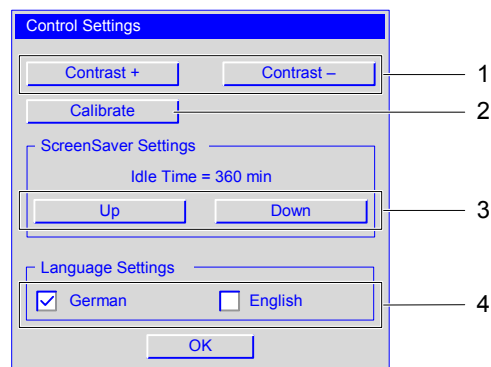 Control Settings
Contrast + Contrast – 1
Calibrate 2
ScreenSaver Settings
Idle Time = 360 min
Up Down 3
Language Settings
German English 4
OK